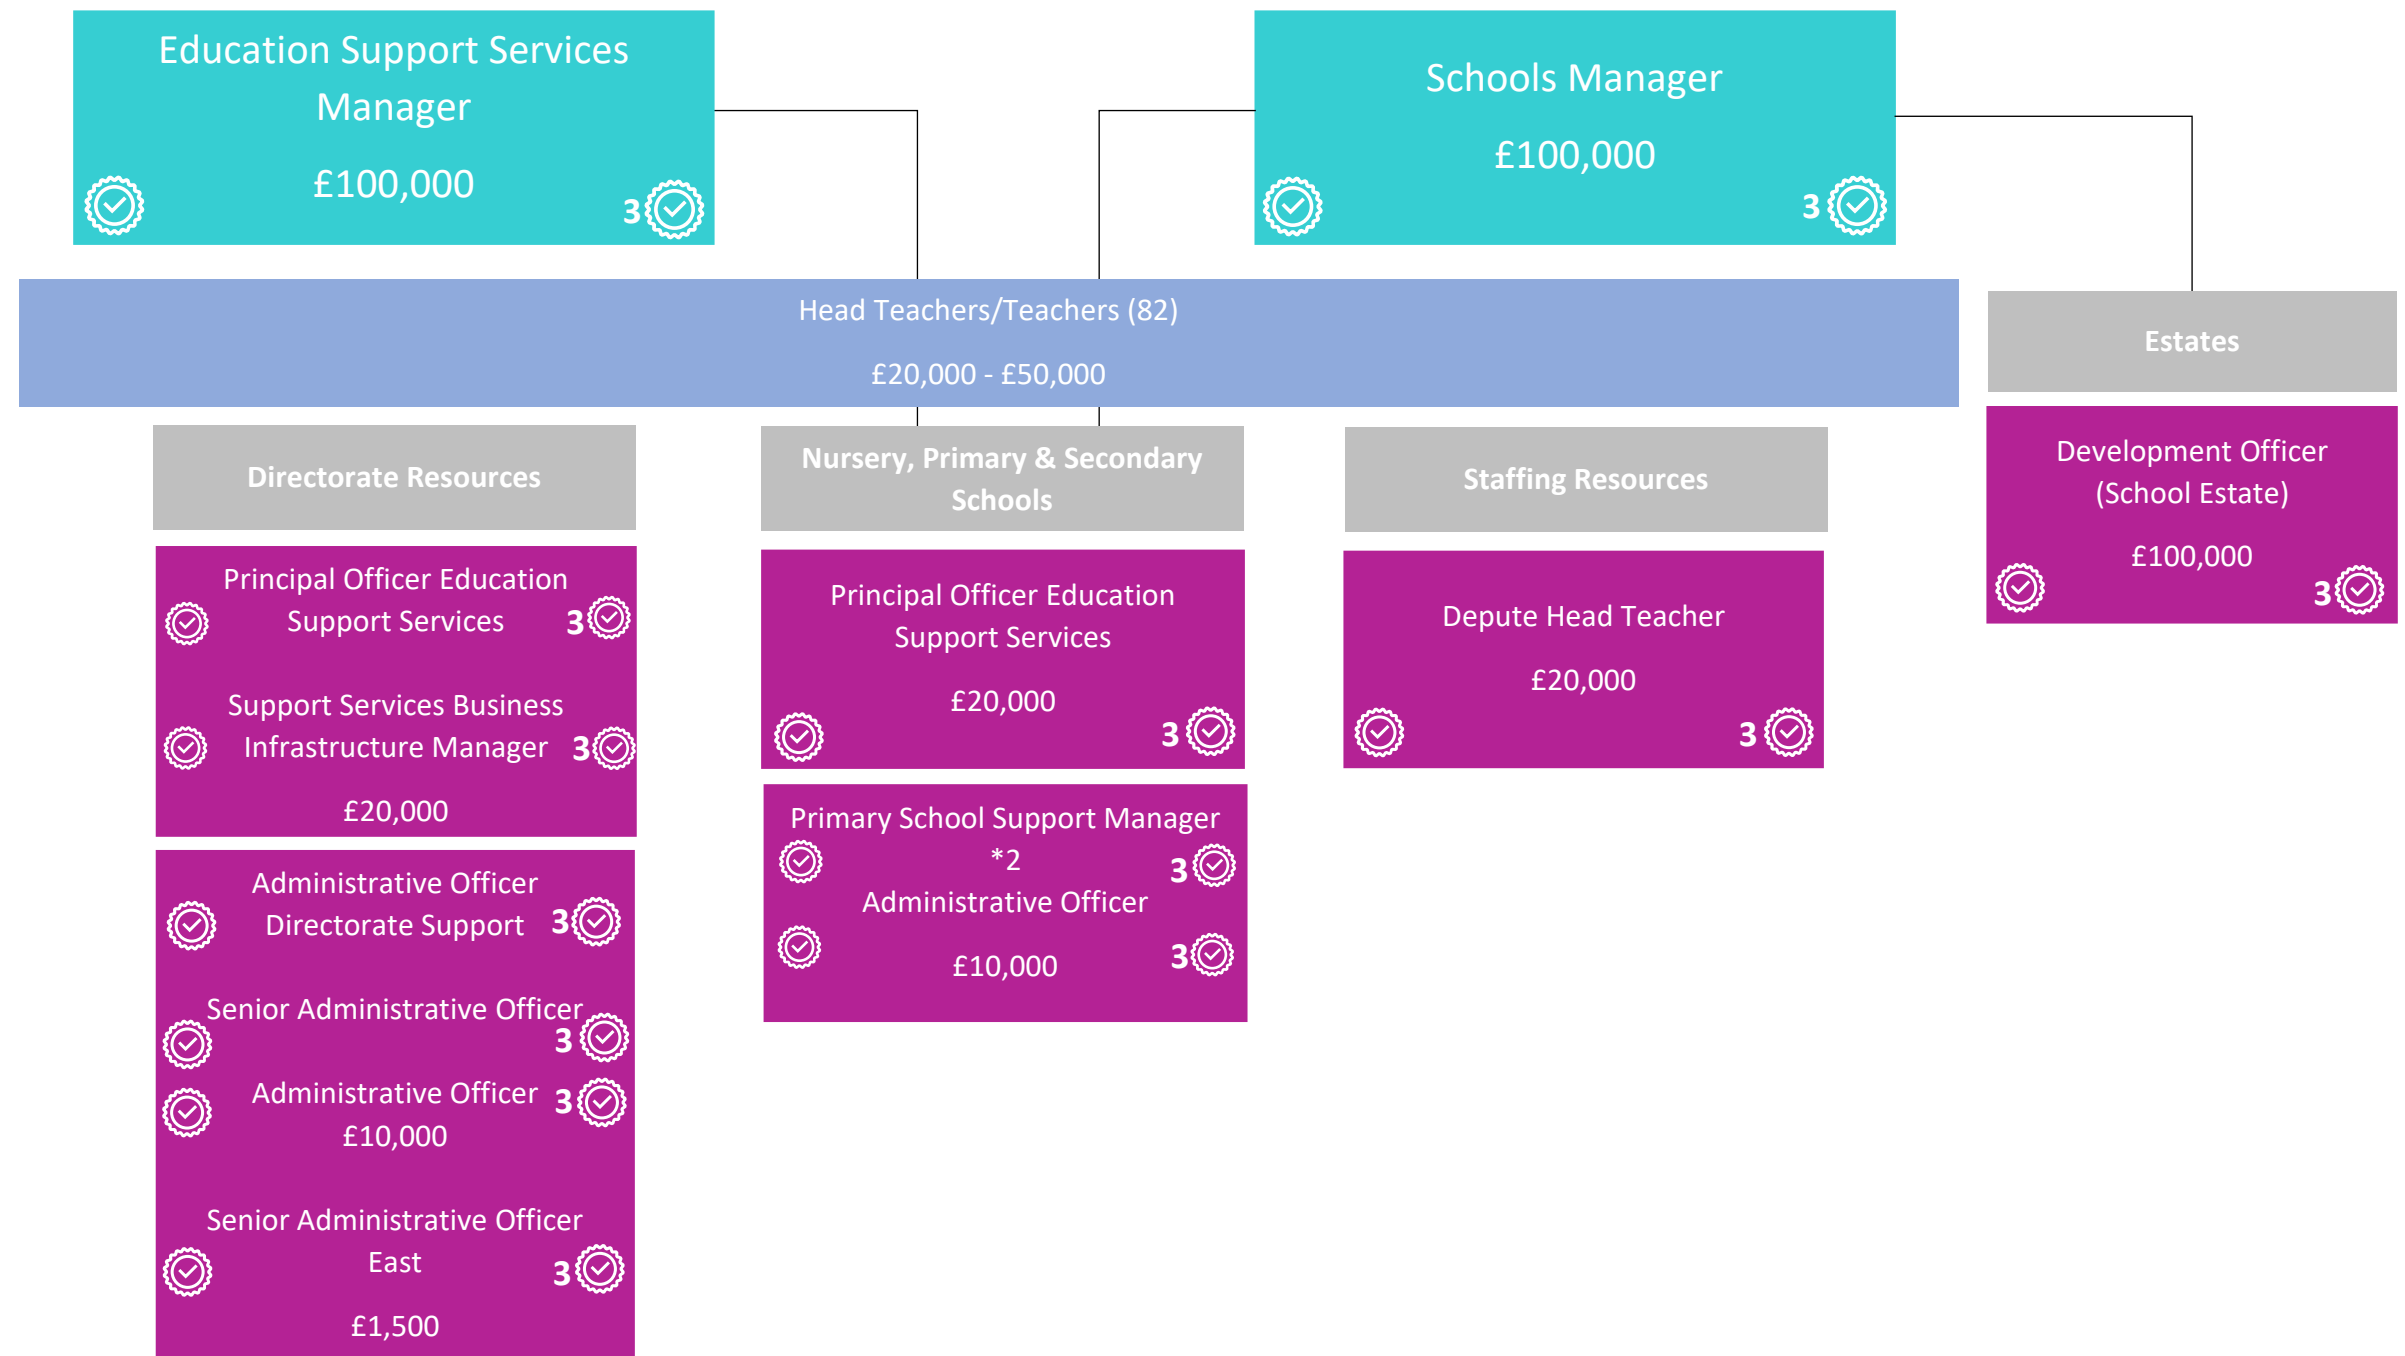 Education Support Services
Manager
£100,000
3
Schools Manager
£100,000
3
Head Teachers/Teachers (82)
£20,000 - £50,000
Estates
Development Officer
(School Estate)
£100,000
3
Directorate Resources
Principal Officer Education
Support Services
3
Support Services Business
Infrastructure Manager
3
£20,000
Administrative Officer
Directorate Support
3
Senior Administrative Officer
3
Administrative Officer
3
£10,000
Senior Administrative Officer
East
3
£1,500
Nursery, Primary & Secondary
Schools
Principal Officer Education
Support Services
£20,000
3
Primary School Support Manager
*2
3
Administrative Officer
£10,000
3
Staffing Resources
Depute Head Teacher
£20,000
3